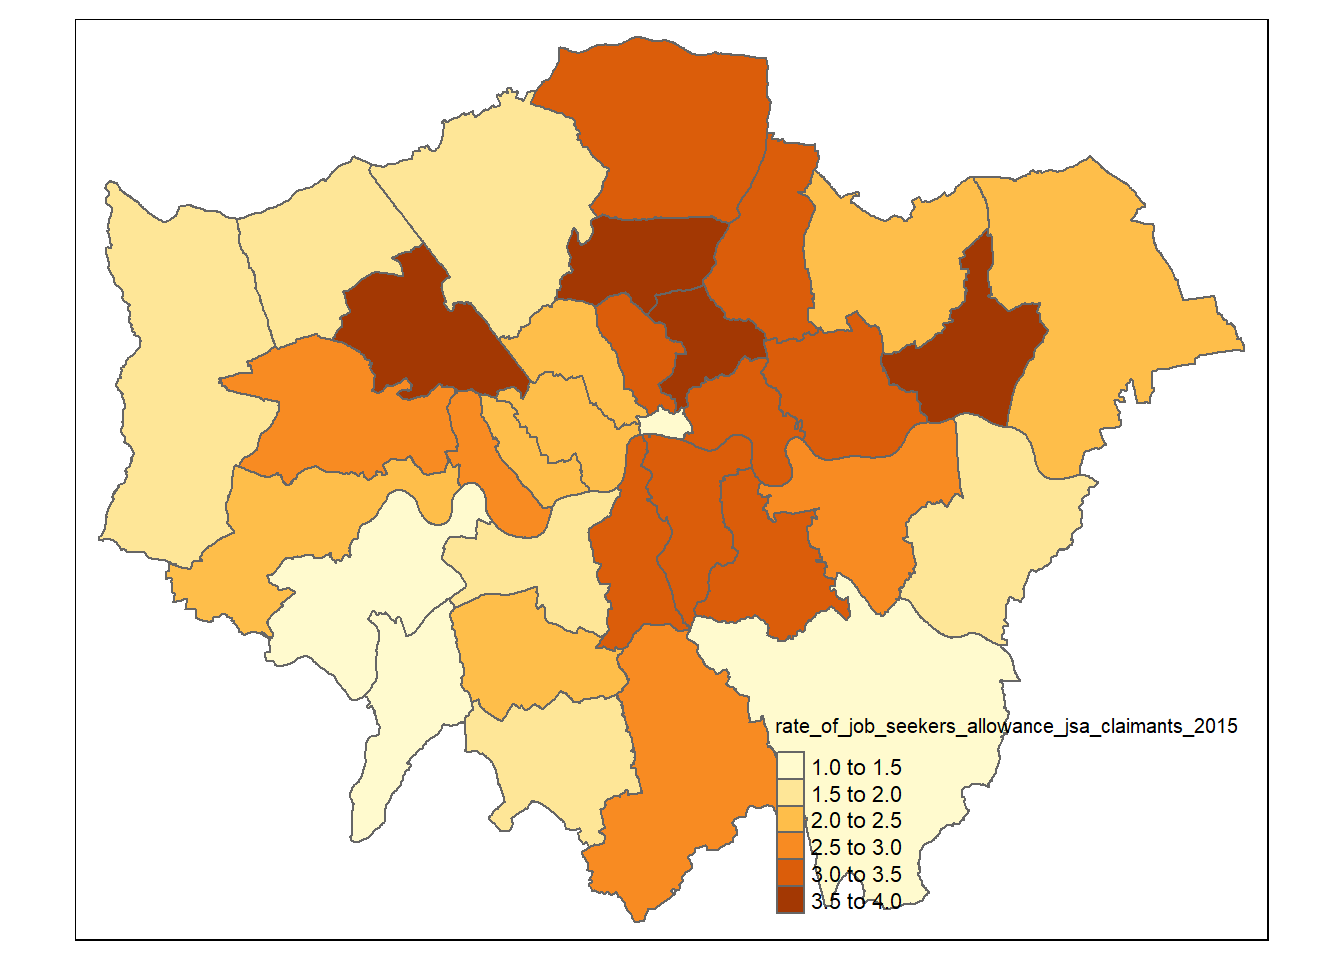 rate_of_job_seekers_allowance_jsa_claimants_2015
1.0 to 1.5
1.5 to 2.0
2.0 to 2.5
2.5 to 3.0
3.0 to 3.5
3.5 to 4.0